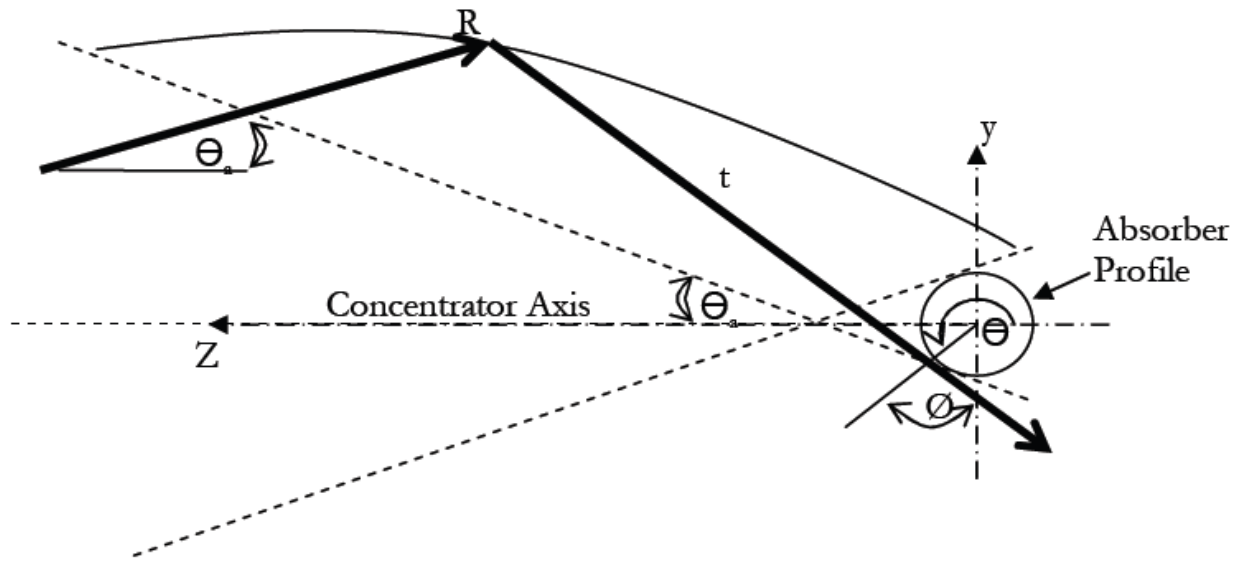 R
y
ϴa
t
Absorber
Profile
Concentrator Axis
ϴa
ϴ
Z
Ø